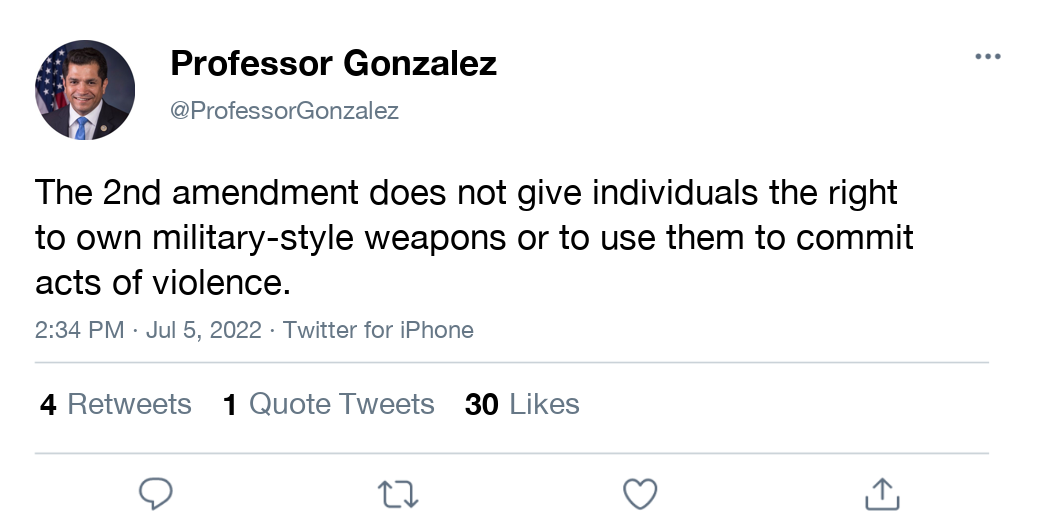 Professor Gonzalez
@ProfessorGonzalez
The 2nd amendment does not give individuals the right
to own military-style weapons or to use them to commit
acts of violence.
2:34 PM · Jul 5, 2022 · Twitter for iPhone
4 Retweets 1 Quote Tweets 30 Likes